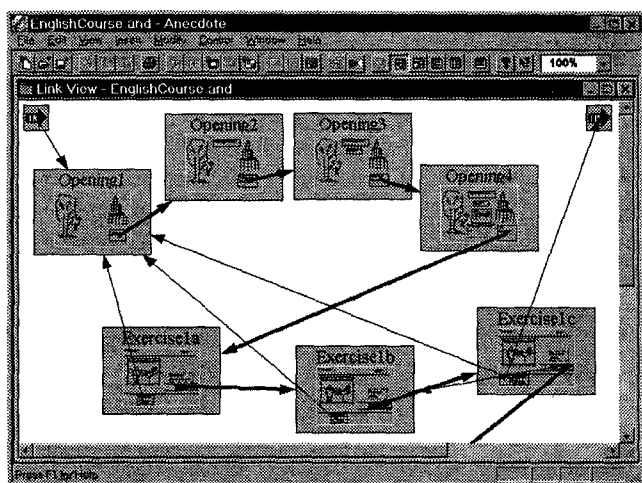 EnglishCourse and - Anecdote
File Edit View Insert Modify Control Window Help
100%
Link View - EnglishCourse and
Opening2 Opening3
Opening1 Opening4
Exercise1a Exercise1b Exercise1c
Press F1 for Help